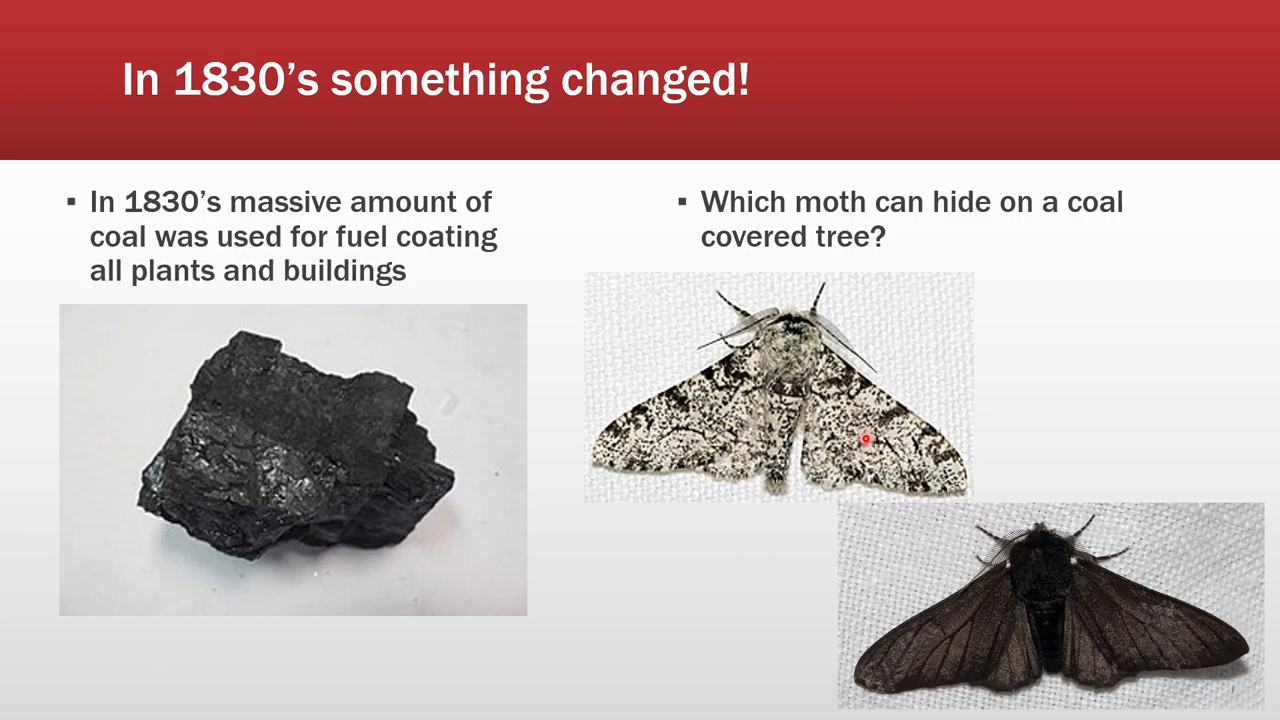 In 1830’s something changed!
▪ In 1830’s massive amount of
coal was used for fuel coating
all plants and buildings
▪ Which moth can hide on a coal
covered tree?